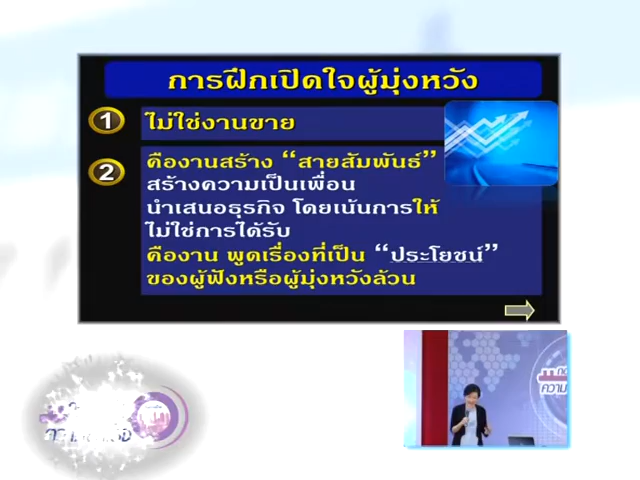 การฝึกเปิดใจผู้มุ่งหวัง
1 ไม่ใช่งานขาย
2 คืองานสร้าง “สายสัมพันธ์”
สร้างความเป็นเพื่อน
นำเสนอธุรกิจ โดยเน้นการให้
ไม่ใช่การได้รับ
คืองาน พูดเรื่องที่เป็น “ประโยชน์”
ของผู้ฟังหรือผู้มุ่งหวังล้วน